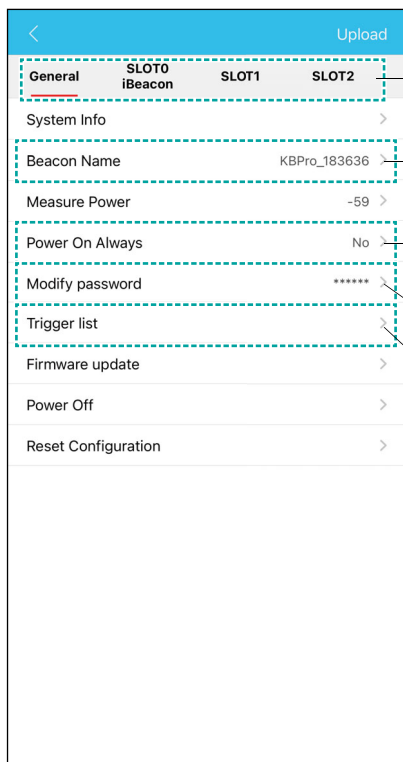 Upload
General SLOT0 iBeacon SLOT1 SLOT2
System Info
Beacon Name KBPro_183636
Measure Power -59
Power On Always No
Modify password ******
Trigger list
Firmware update
Power Off
Reset Configuration